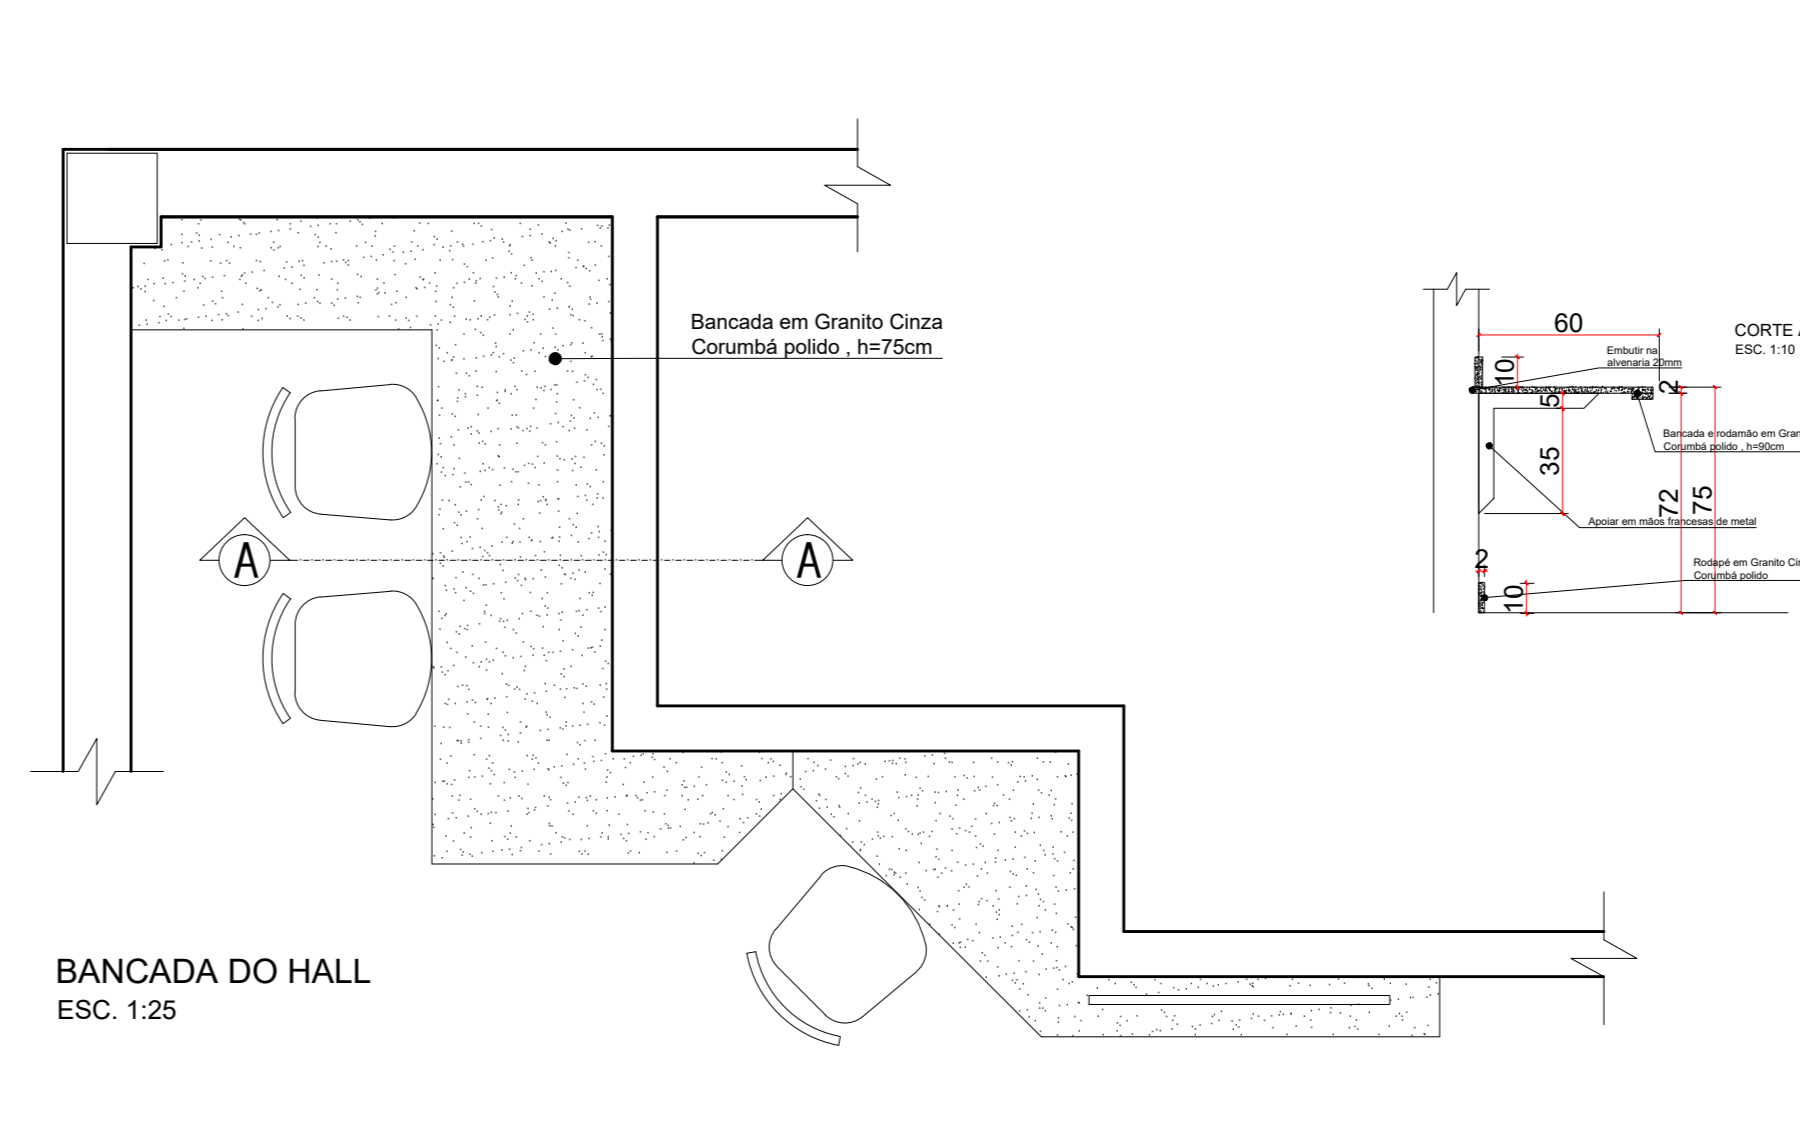 Bancada em Granito Cinza
Corumbá polido , h=75cm
A
A
BANCADA DO HALL
ESC. 1:25
CORTE
ESC. 1:10
60
Embutir na
alvenaria 20mm
10
2
5
Bancada e rodamão em
Corumbá polido , h=90cm
35
72
75
Apoiar em mãos francesas de metal
2
Rodapé em Granito
Corumbá polido
10